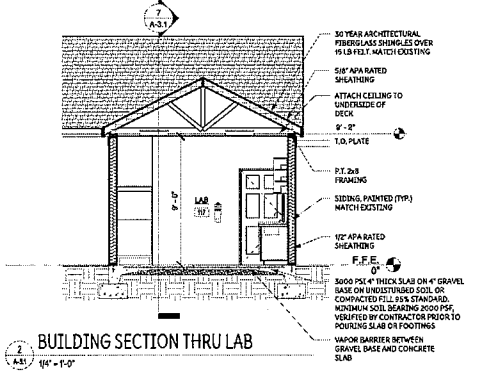 7
A-3.1
30 YEAR ARCHITECTURAL
FIBERGLASS SHINGLES OVER
15 LB FELT. MATCH EXISTING
5/8" APA RATED
SHEATHING
ATTACH CEILING TO
UNDERSIDE OF
DECK
9' - 2"
T.O. PLATE
P.T. 2x8
FRAMING
9' - 0"
LAB
117
SIDING, PAINTED (TYP.)
MATCH EXISTING
1/2" APA RATED
SHEATHING
F.F.E.
0"
3000 PSI 4" THICK SLAB ON 4" GRAVEL
BASE ON UNDISTURBED SOIL OR
COMPACTED FILL 95% STANDARD.
MINIMUM SOIL BEARING 2000 PSF,
VERIFIED BY CONTRACTOR PRIOR TO
POURING SLAB OR FOOTINGS
VAPOR BARRIER BETWEEN
GRAVEL BASE AND CONCRETE
SLAB
2
A-3.1
BUILDING SECTION THRU LAB
1/4" = 1'-0"